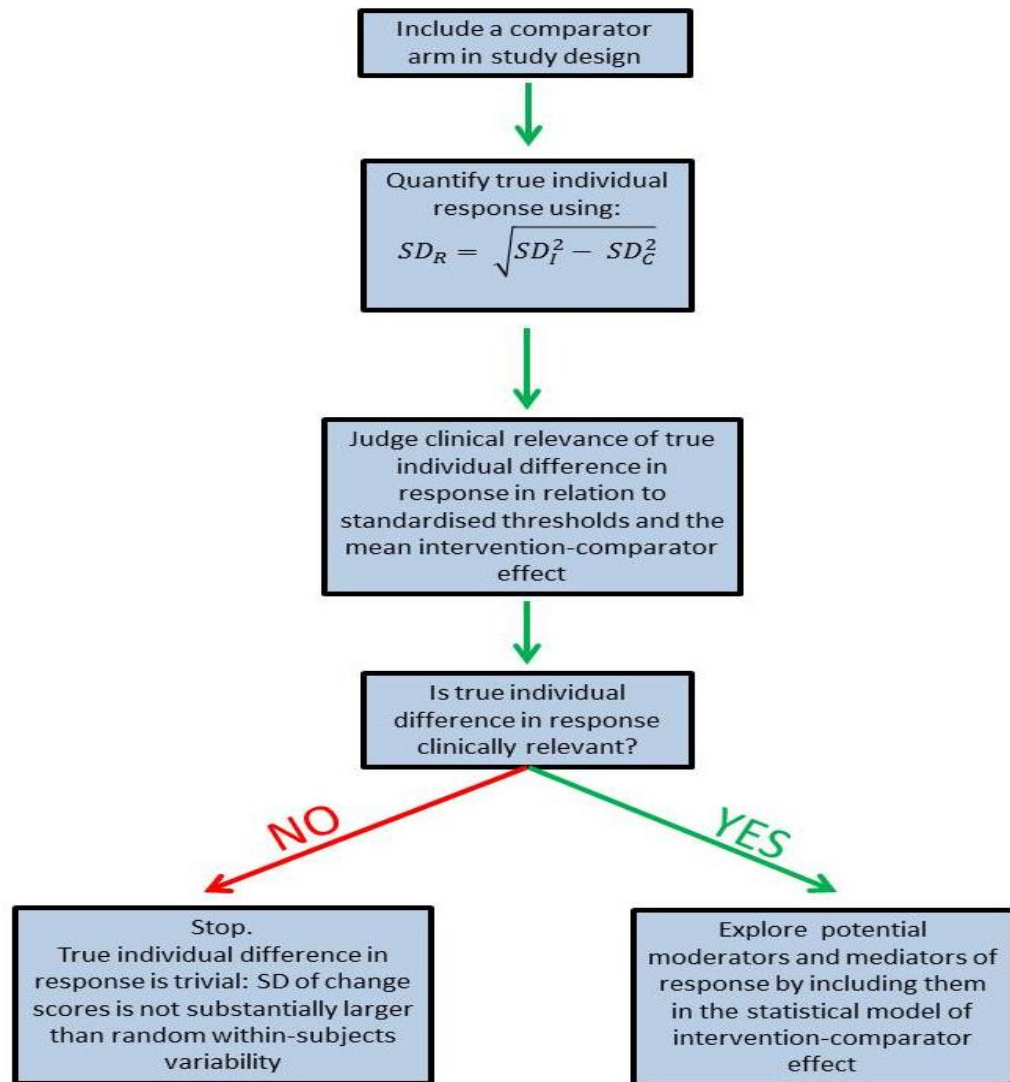 Include a comparator
arm in study design
Quantify true individual
response using:
SD_R = √(SD_I^2 − SD_C^2)
Judge clinical relevance of true
individual difference in
response in relation to
standardised thresholds and the
mean intervention-comparator
effect
Is true individual
difference in response
clinically relevant?
NO
YES
Stop.
True individual difference in
response is trivial: SD of change
scores is not substantially larger
than random within-subjects
variability
Explore potential
moderators and mediators of
response by including them
in the statistical model of
intervention-comparator
effect